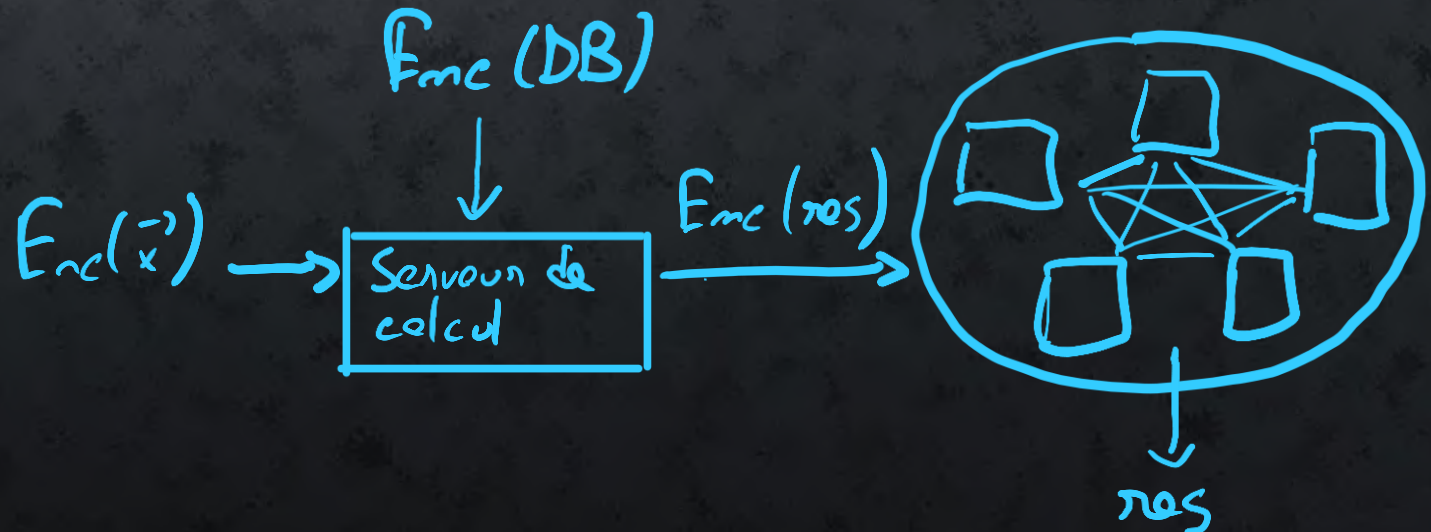 Enc (DB)
Enc(x⃗)
Serveur de
calcul
Enc (res)
res